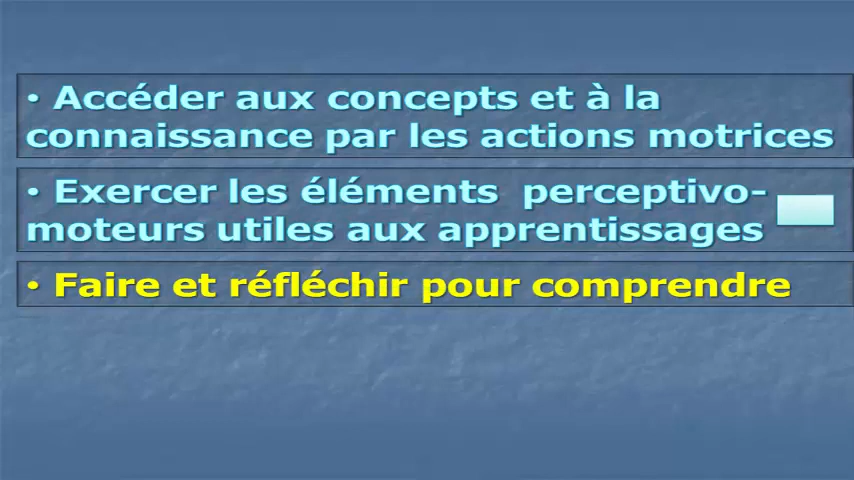 • Accéder aux concepts et à la
connaissance par les actions motrices
• Exercer les éléments perceptivo-
moteurs utiles aux apprentissages
• Faire et réfléchir pour comprendre